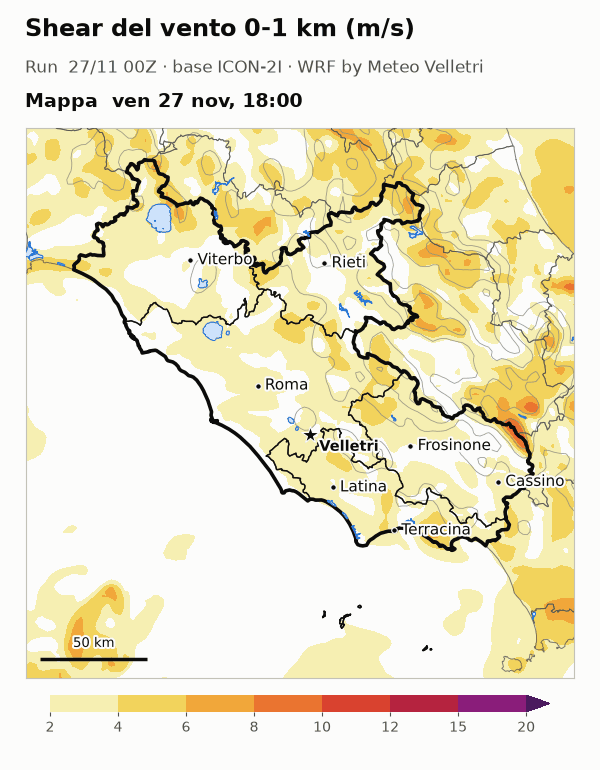 Shear del vento 0-1 km (m/s)
Run 27/11 00Z · base ICON-2I · WRF by Meteo Velletri
Mappa ven 27 nov, 18:00
Viterbo
Rieti
Roma
Velletri
Frosinone
Cassino
Latina
Terracina
50 km
2 4 6 8 10 12 15 20